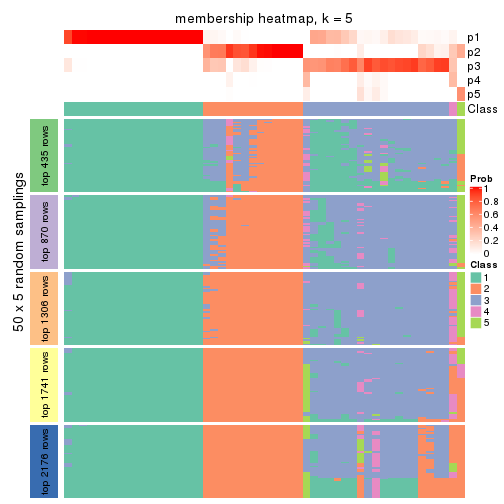 membership heatmap, k = 5
p1
p2
p3
p4
p5
Class
50 x 5 random samplings
top 435 rows
top 870 rows
top 1306 rows
top 1741 rows
top 2176 rows
Prob
1
0.8
0.6
0.4
0.2
0
Class
1
2
3
4
5